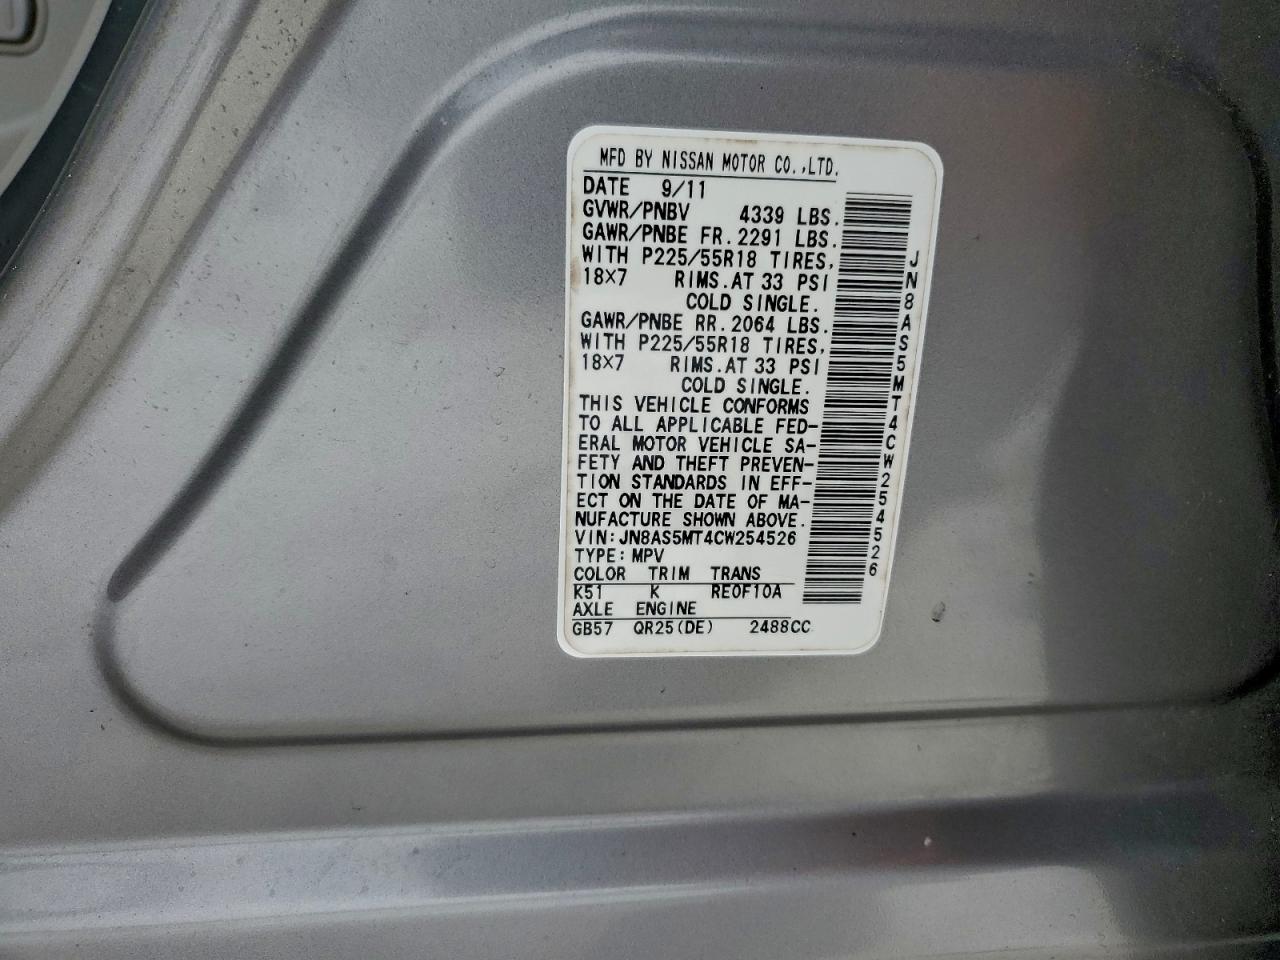 MFD BY NISSAN MOTOR CO.,LTD.
DATE 9/11
GVWR/PNBV 4339 LBS.
GAWR/PNBE FR.2291 LBS.
WITH P225/55R18 TIRES,
18X7 RIMS.AT 33 PSI
COLD SINGLE.
GAWR/PNBE RR.2064 LBS.
WITH P225/55R18 TIRES,
18X7 RIMS.AT 33 PSI
COLD SINGLE.
THIS VEHICLE CONFORMS
TO ALL APPLICABLE FED-
ERAL MOTOR VEHICLE SA-
FETY AND THEFT PREVEN-
TION STANDARDS IN EFF-
ECT ON THE DATE OF MA-
NUFACTURE SHOWN ABOVE.
VIN:JN8AS5MT4CW254526
TYPE:MPV
COLOR TRIM TRANS
K51 K RE0F10A
AXLE ENGINE
GB57 QR25(DE) 2488CC
JN8AS5MT4CW254526